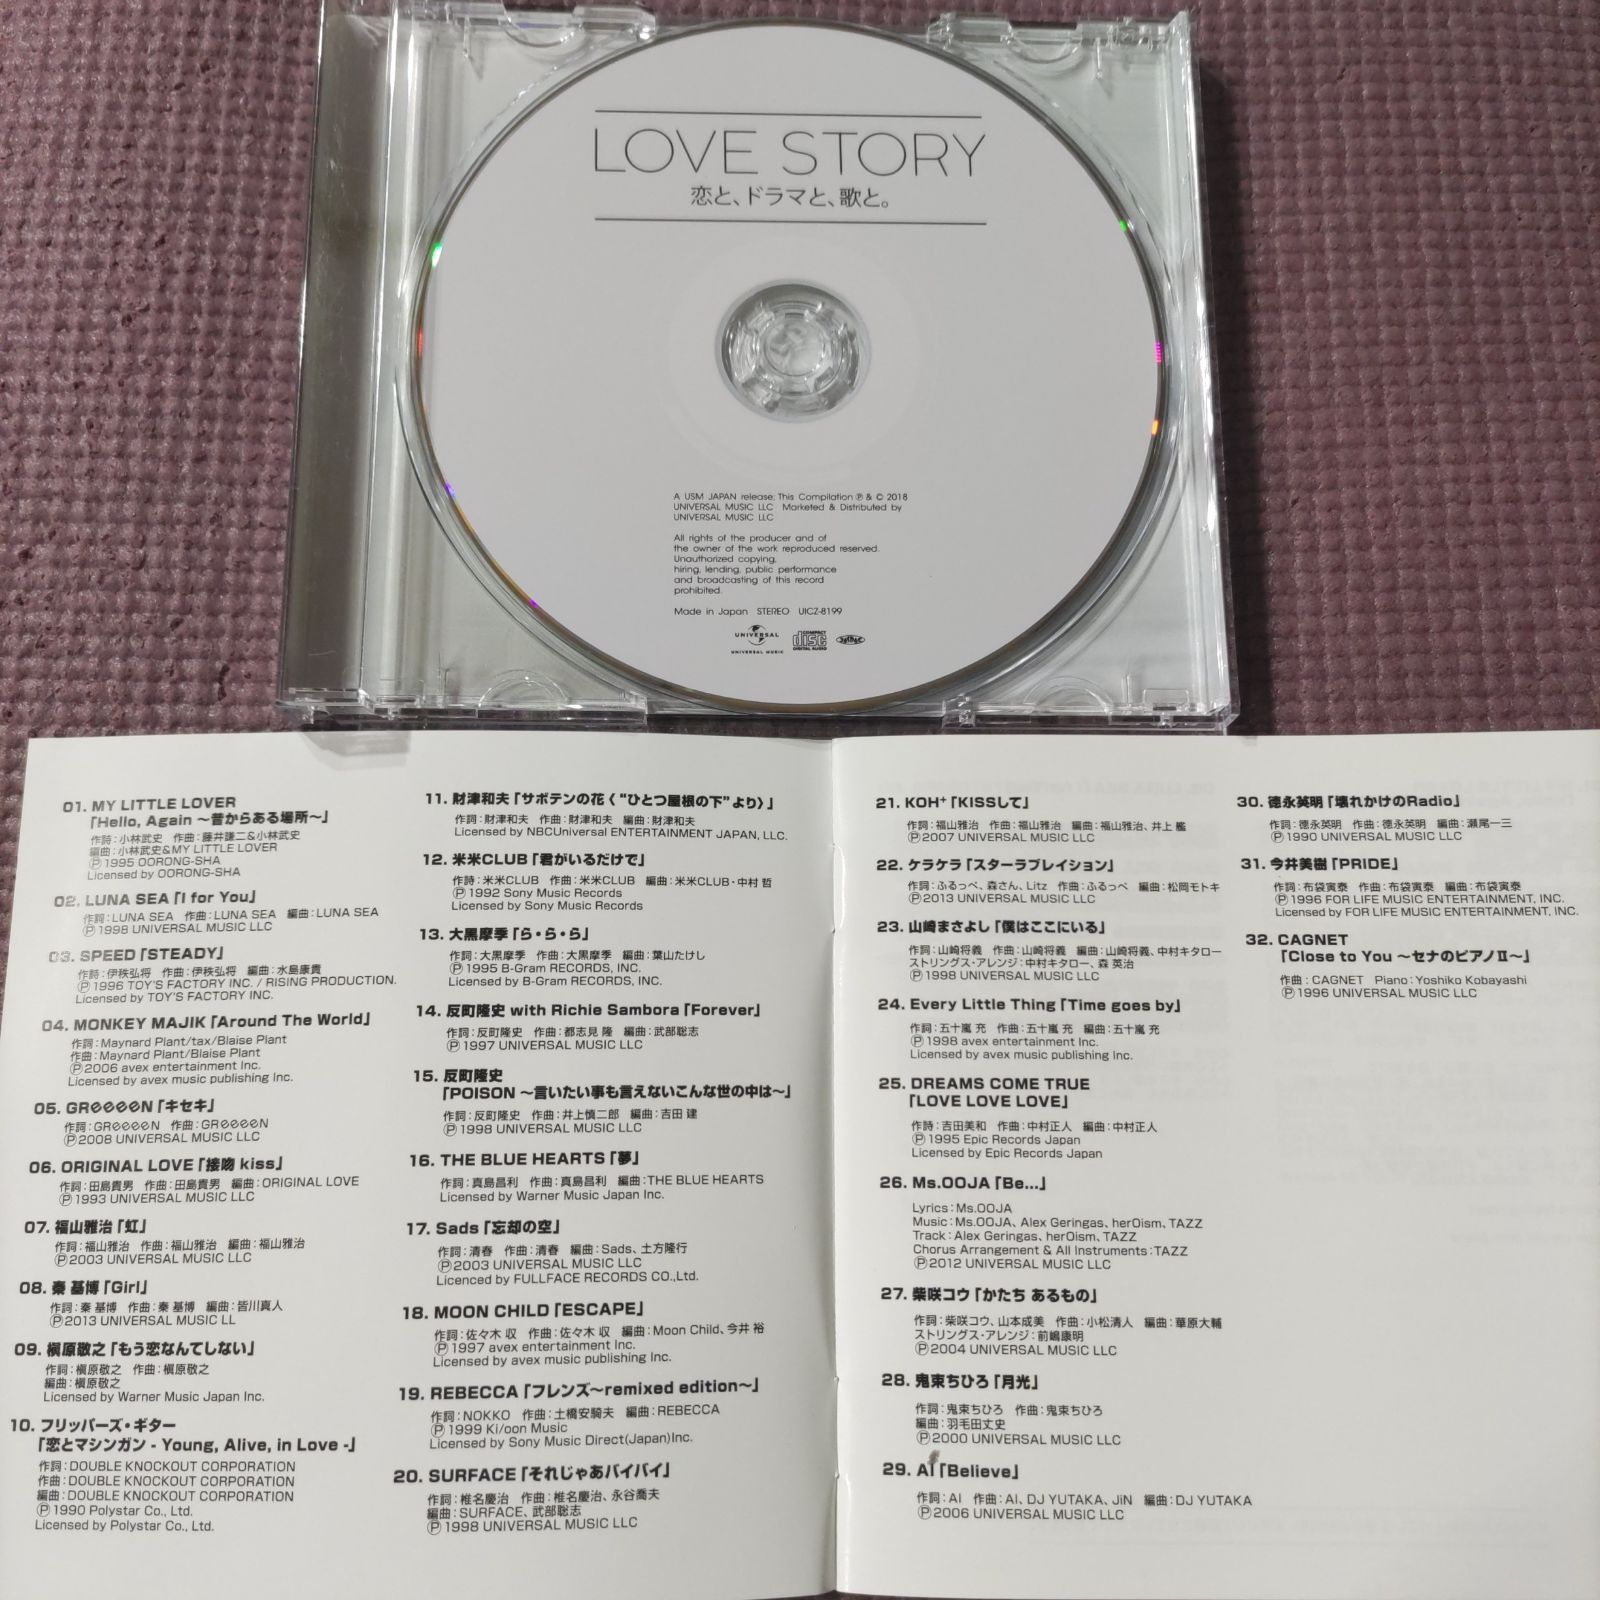 LOVE STORY
恋と、ドラマと、歌と。
A USM JAPAN release; This Compilation ℗ & © 2018
UNIVERSAL MUSIC LLC Marketed & Distributed by
UNIVERSAL MUSIC LLC
All rights of the producer and of
the owner of the work reproduced reserved.
Unauthorized copying,
hiring, lending, public performance
and broadcasting of this record
prohibited.
Made in Japan STEREO UICZ-8199
UNIVERSAL
UNIVERSAL MUSIC
COMPACT
disc
DIGITAL AUDIO
01. MY LITTLE LOVER
「Hello, Again ～昔からある場所～」
作詩：小林武史 作曲：藤井謙二&小林武史
編曲：小林武史&MY LITTLE LOVER
℗1995 OORONG-SHA
Licensed by OORONG-SHA
02. LUNA SEA「I for You」
作詞：LUNA SEA 作曲：LUNA SEA 編曲：LUNA SEA
℗1998 UNIVERSAL MUSIC LLC
03. SPEED「STEADY」
作詩：伊秩弘将 作曲：伊秩弘将 編曲：水島康貴
℗1996 TOY'S FACTORY INC. / RISING PRODUCTION.
Licensed by TOY'S FACTORY INC.
04. MONKEY MAJIK「Around The World」
作詞：Maynard Plant/tax/Blaise Plant
作曲：Maynard Plant/Blaise Plant
℗2006 avex entertainment Inc.
Licensed by avex music publishing Inc.
05. GReeeeN「キセキ」
作詞：GReeeeN 作曲：GReeeeN
℗2008 UNIVERSAL MUSIC LLC
06. ORIGINAL LOVE「接吻 kiss」
作詞：田島貴男 作曲：田島貴男 編曲：ORIGINAL LOVE
℗1993 UNIVERSAL MUSIC LLC
07. 福山雅治「虹」
作詞：福山雅治 作曲：福山雅治 編曲：福山雅治
℗2003 UNIVERSAL MUSIC LLC
08. 秦 基博「Girl」
作詞：秦 基博 作曲：秦 基博 編曲：皆川真人
℗2013 UNIVERSAL MUSIC LL
09. 槇原敬之「もう恋なんてしない」
作詞：槇原敬之 作曲：槇原敬之
編曲：槇原敬之
Licensed by Warner Music Japan Inc.
10. フリッパーズ・ギター
「恋とマシンガン - Young, Alive, in Love -」
作詞：DOUBLE KNOCKOUT CORPORATION
作曲：DOUBLE KNOCKOUT CORPORATION
編曲：DOUBLE KNOCKOUT CORPORATION
℗1990 Polystar Co., Ltd.
Licensed by Polystar Co., Ltd.
11. 財津和夫「サボテンの花〈“ひとつ屋根の下”より〉」
作詞：財津和夫 作曲：財津和夫 編曲：財津和夫
Licensed by NBCUniversal ENTERTAINMENT JAPAN, LLC.
12. 米米CLUB「君がいるだけで」
作詩：米米CLUB 作曲：米米CLUB 編曲：米米CLUB・中村 哲
℗1992 Sony Music Records
Licensed by Sony Music Records
13. 大黒摩季「ら・ら・ら」
作詞：大黒摩季 作曲：大黒摩季 編曲：葉山たけし
℗1995 B-Gram RECORDS, INC.
Licensed by B-Gram RECORDS, INC.
14. 反町隆史 with Richie Sambora「Forever」
作詞：反町隆史 作曲：都志見 隆 編曲：武部聡志
℗1997 UNIVERSAL MUSIC LLC
15. 反町隆史
「POISON ～言いたい事も言えないこんな世の中は～」
作詞：反町隆史 作曲：井上慎二郎 編曲：吉田 建
℗1998 UNIVERSAL MUSIC LLC
16. THE BLUE HEARTS「夢」
作詞：真島昌利 作曲：真島昌利 編曲：THE BLUE HEARTS
Licensed by Warner Music Japan Inc.
17. Sads「忘却の空」
作詞：清春 作曲：清春 編曲：Sads、土方隆行
℗2003 UNIVERSAL MUSIC LLC
Licenced by FULLFACE RECORDS CO.,Ltd.
18. MOON CHILD「ESCAPE」
作詞：佐々木 収 作曲：佐々木 収 編曲：Moon Child、今井 裕
℗1997 avex entertainment Inc.
Licensed by avex music publishing Inc.
19. REBECCA「フレンズ～remixed edition～」
作詞：NOKKO 作曲：土橋安騎夫 編曲：REBECCA
℗1999 Ki/oon Music
Licensed by Sony Music Direct(Japan)Inc.
20. SURFACE「それじゃあバイバイ」
作詞：椎名慶治 作曲：椎名慶治、永谷喬夫
編曲：SURFACE、武部聡志
℗1998 UNIVERSAL MUSIC LLC
21. KOH⁺「KISSして」
作詞：福山雅治 作曲：福山雅治 編曲：福山雅治、井上 鑑
℗2007 UNIVERSAL MUSIC LLC
22. ケラケラ「スターラブレイション」
作詞：ふるっぺ、森さん、Litz 作曲：ふるっぺ 編曲：松岡モトキ
℗2013 UNIVERSAL MUSIC LLC
23. 山崎まさよし「僕はここにいる」
作詞：山崎将義 作曲：山崎将義 編曲：山崎将義、中村キタロー
ストリングス・アレンジ：中村キタロー、森 英治
℗1998 UNIVERSAL MUSIC LLC
24. Every Little Thing「Time goes by」
作詞：五十嵐 充 作曲：五十嵐 充 編曲：五十嵐 充
℗1998 avex entertainment Inc.
Licensed by avex music publishing Inc.
25. DREAMS COME TRUE
「LOVE LOVE LOVE」
作詩：吉田美和 作曲：中村正人 編曲：中村正人
℗1995 Epic Records Japan
Licensed by Epic Records Japan
26. Ms.OOJA「Be...」
Lyrics：Ms.OOJA
Music：Ms.OOJA、Alex Geringas、herOism、TAZZ
Track：Alex Geringas、herOism、TAZZ
Chorus Arrangement & All Instruments：TAZZ
℗2012 UNIVERSAL MUSIC LLC
27. 柴咲コウ「かたち あるもの」
作詞：柴咲コウ、山本成美 作曲：小松清人 編曲：華原大輔
ストリングス・アレンジ：前嶋康明
℗2004 UNIVERSAL MUSIC LLC
28. 鬼束ちひろ「月光」
作詞：鬼束ちひろ 作曲：鬼束ちひろ
編曲：羽毛田丈史
℗2000 UNIVERSAL MUSIC LLC
29. AI「Believe」
作詞：AI 作曲：AI、DJ YUTAKA、JiN 編曲：DJ YUTAKA
℗2006 UNIVERSAL MUSIC LLC
30. 徳永英明「壊れかけのRadio」
作詞：徳永英明 作曲：徳永英明 編曲：瀬尾一三
℗1990 UNIVERSAL MUSIC LLC
31. 今井美樹「PRIDE」
作詞：布袋寅泰 作曲：布袋寅泰 編曲：布袋寅泰
℗1996 FOR LIFE MUSIC ENTERTAINMENT, INC.
Licensed by FOR LIFE MUSIC ENTERTAINMENT, INC.
32. CAGNET
「Close to You ～セナのピアノⅡ～」
作曲：CAGNET Piano：Yoshiko Kobayashi
℗1996 UNIVERSAL MUSIC LLC